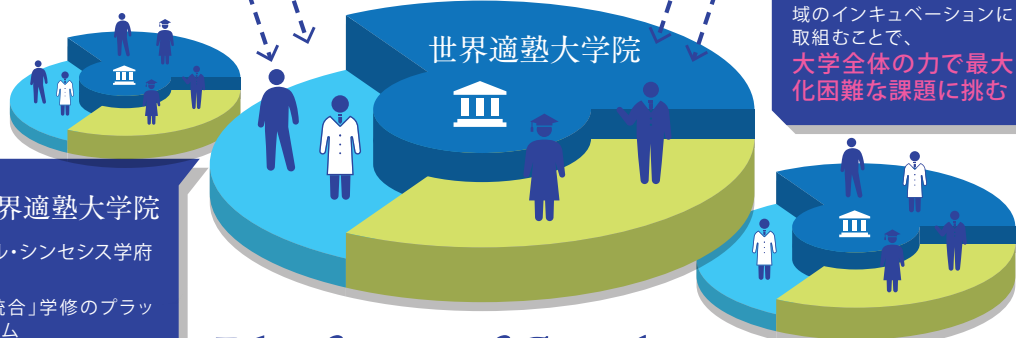 世界適塾大学院
域のインキュベーションに
取組むことで、
大学全体の力で最大
化困難な課題に挑む
界適塾大学院
ル・シンセシス学府
統合」学修のプラッ
ム